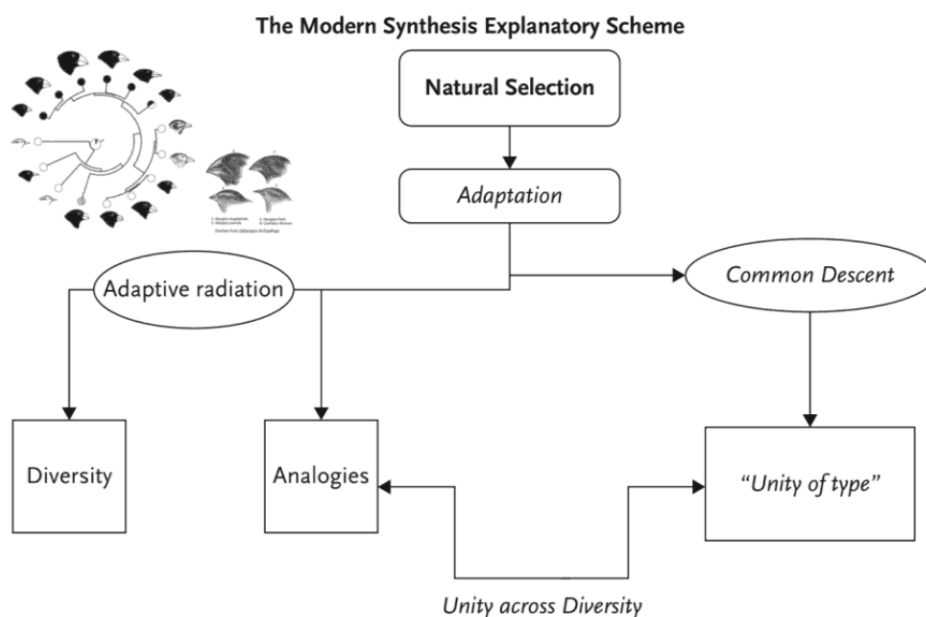 The Modern Synthesis Explanatory Scheme
Natural Selection
Adaptation
Adaptive radiation
Common Descent
Diversity
Analogies
“Unity of type”
Unity across Diversity